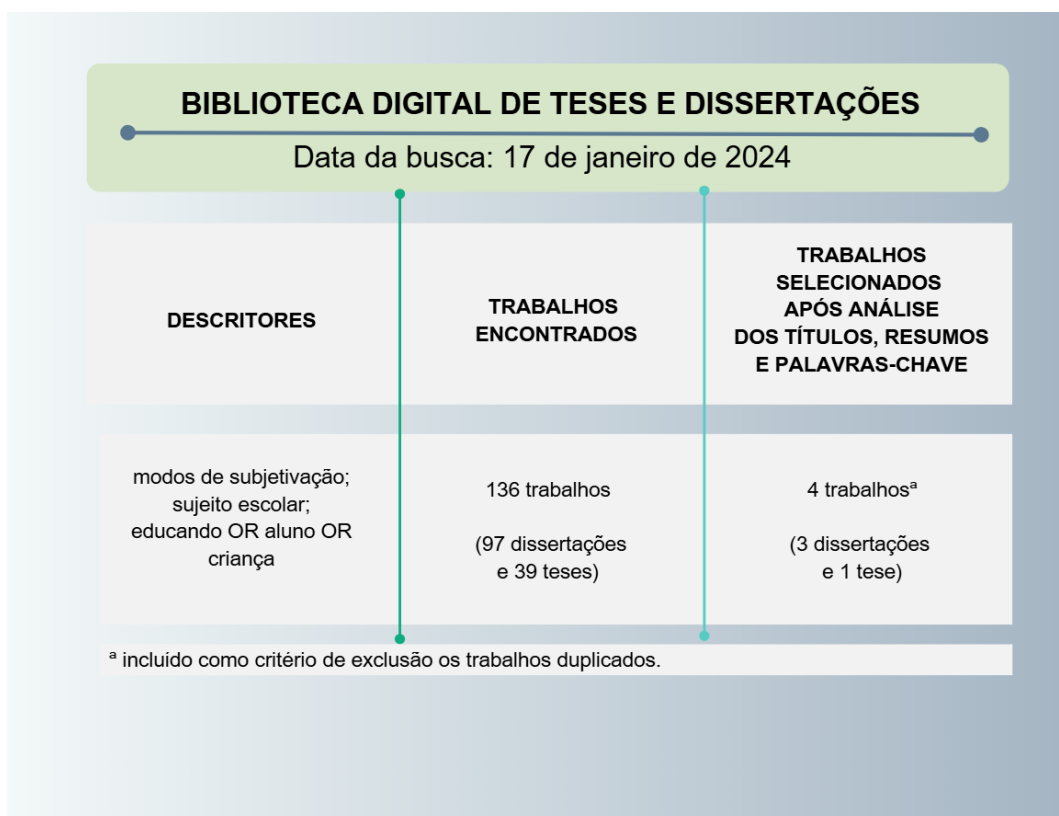 BIBLIOTECA DIGITAL DE TESES E DISSERTAÇÕES
Data da busca: 17 de janeiro de 2024
DESCRITORES
TRABALHOS
ENCONTRADOS
TRABALHOS
SELECIONADOS
APÓS ANÁLISE
DOS TÍTULOS, RESUMOS
E PALAVRAS-CHAVE
modos de subjetivação;
sujeito escolar;
educando OR aluno OR
criança
136 trabalhos
(97 dissertações
e 39 teses)
4 trabalhosª
(3 dissertações
e 1 tese)
ª incluído como critério de exclusão os trabalhos duplicados.